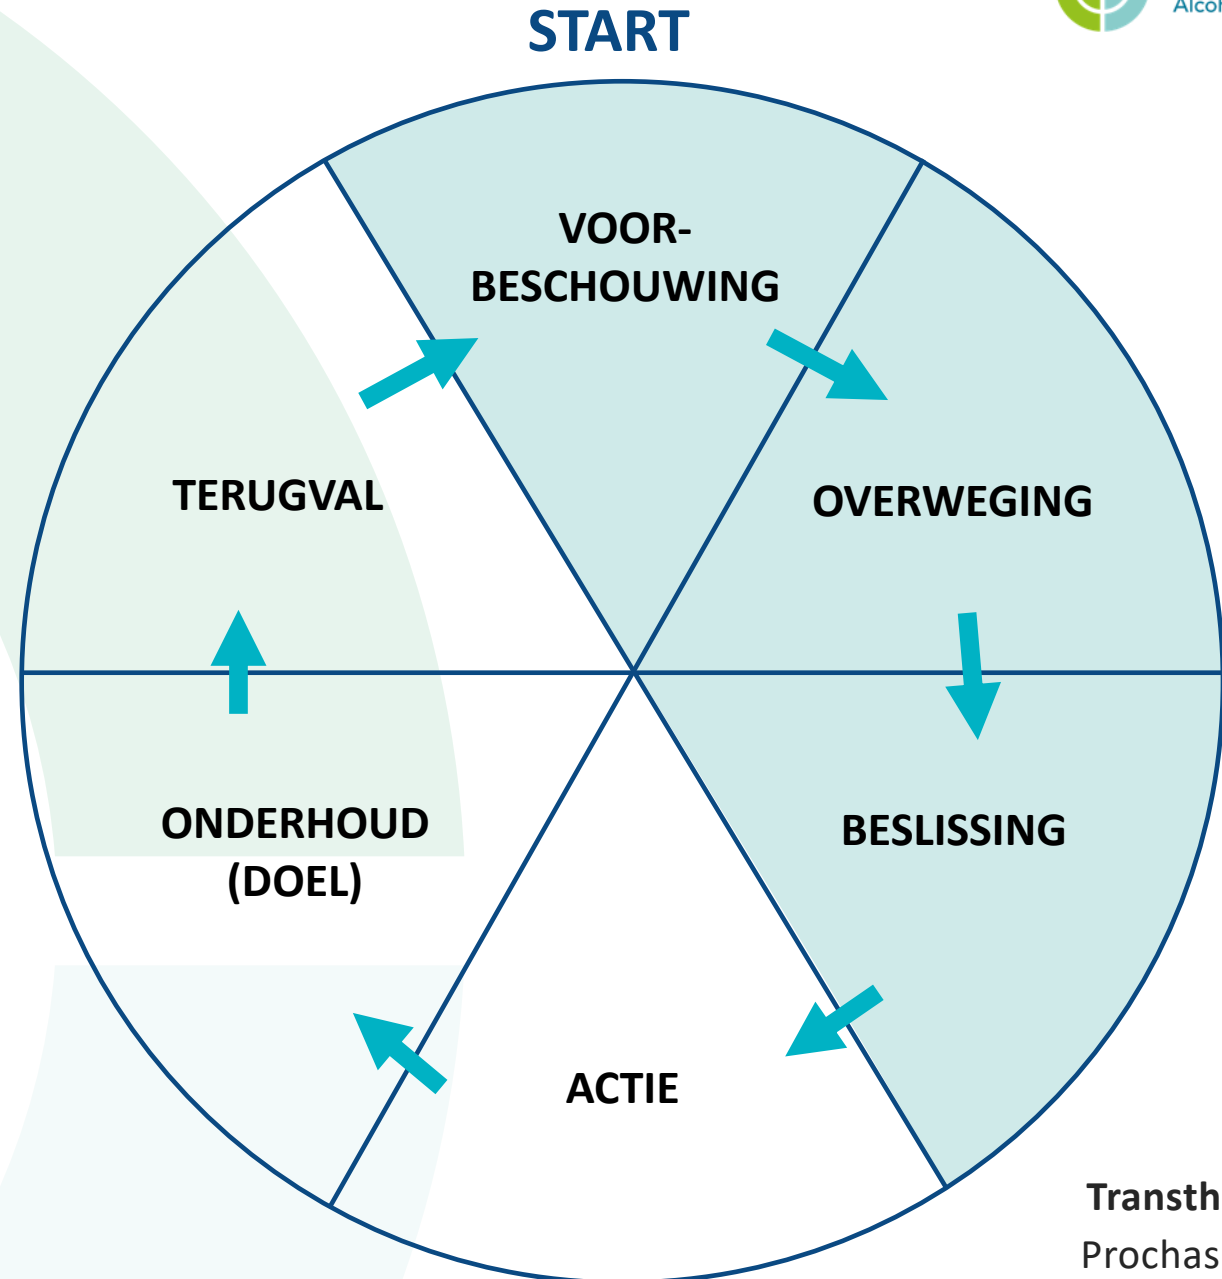 START
VOOR-
BESCHOUWING
OVERWEGING
BESLISSING
ACTIE
ONDERHOUD
(DOEL)
TERUGVAL